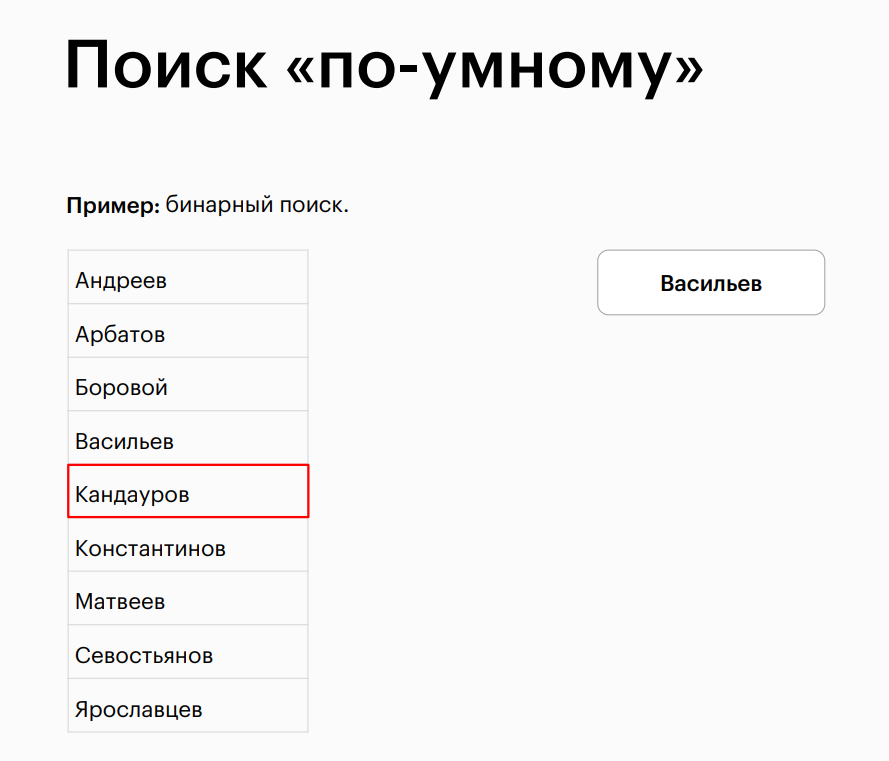 Поиск «по-умному»
Пример: бинарный поиск.
Андреев
Арбатов
Боровой
Васильев
Кандауров
Константинов
Матвеев
Севостьянов
Ярославцев
Васильев